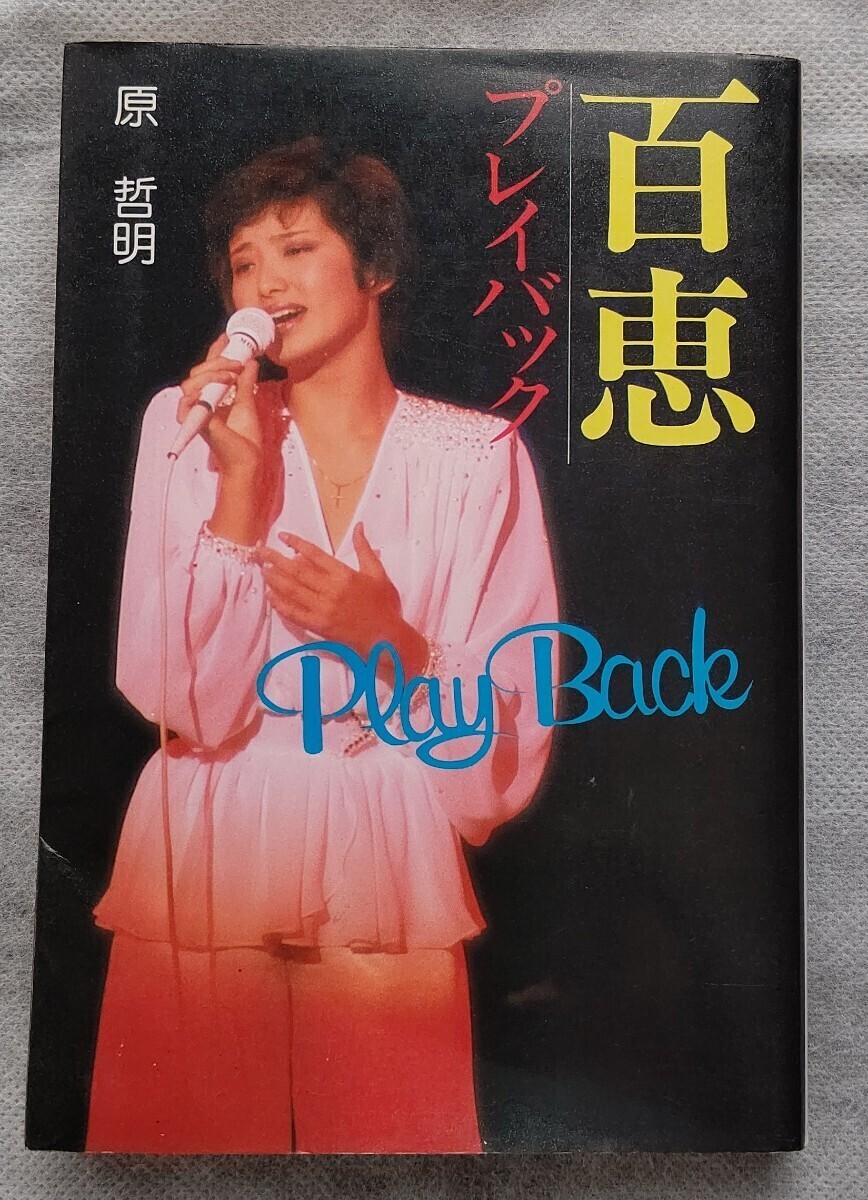 百恵
プレイバック
原 哲明
Play Back